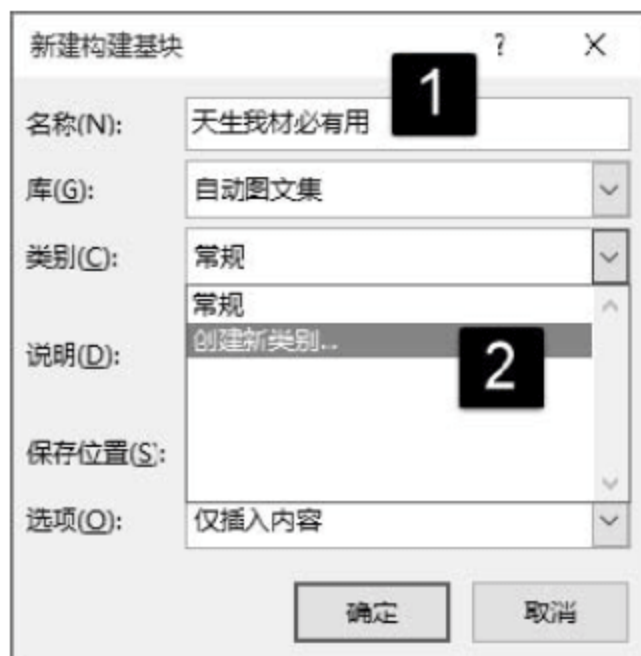 新建构建基块 ?
1
名称(N): 天生我材必有用
库(G): 自动图文集
类别(C): 常规
常规
创建新类别...
2
说明(D):
保存位置(S):
选项(O): 仅插入内容
确定 取消